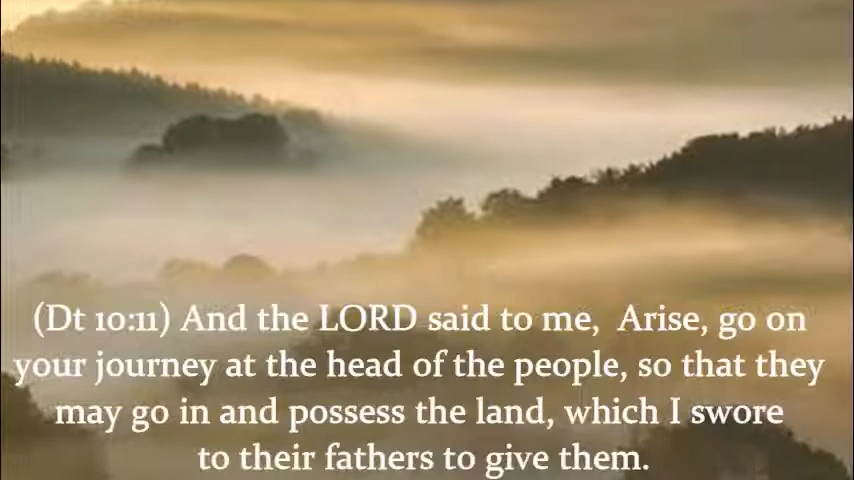 (Dt 10:11) And the LORD said to me,  Arise, go on
your journey at the head of the people, so that they
may go in and possess the land, which I swore
to their fathers to give them.